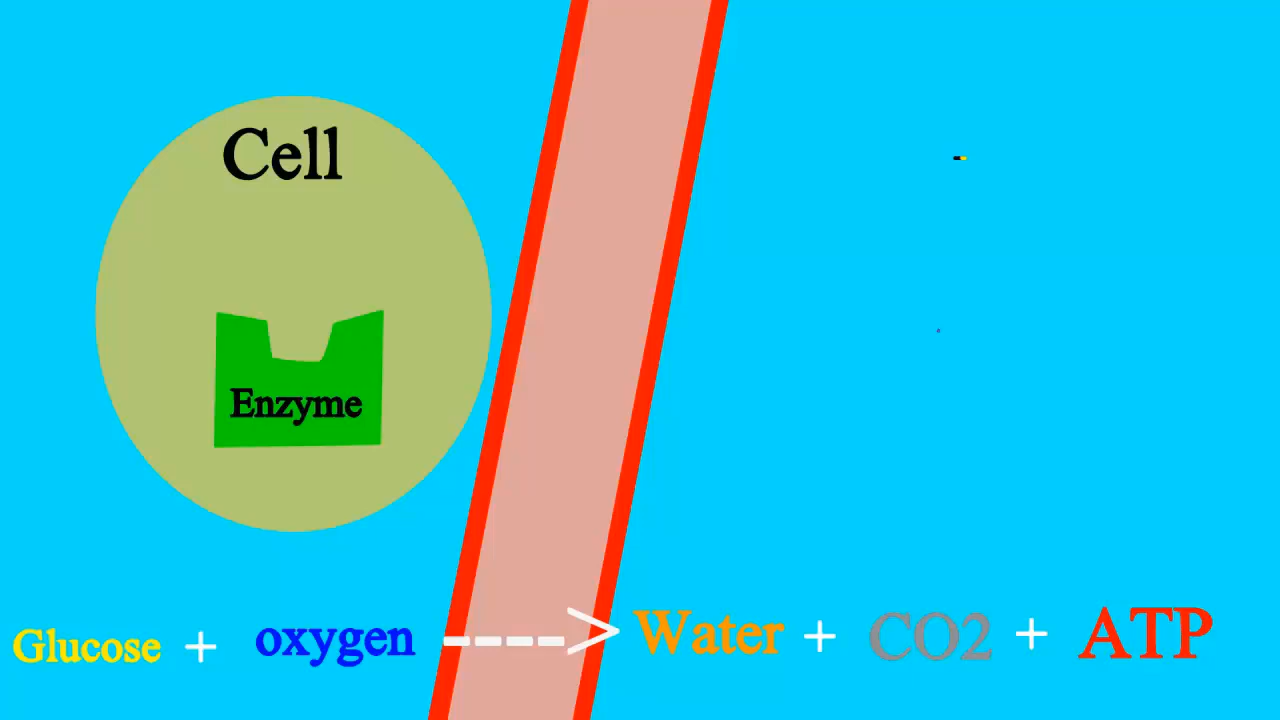 Cell
Enzyme
Glucose + oxygen ----> Water + CO2 + ATP